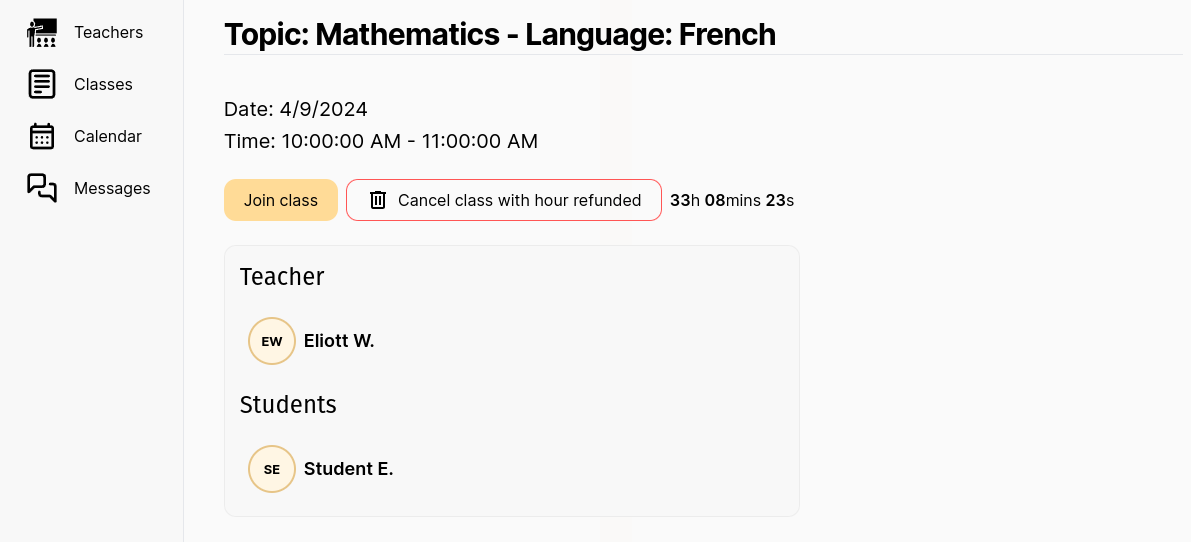 Teachers
Classes
Calendar
Messages
Topic: Mathematics - Language: French
Date: 4/9/2024
Time: 10:00:00 AM - 11:00:00 AM
Join class
Cancel class with hour refunded
33h 08mins 23s
Teacher
EW
Eliott W.
Students
SE
Student E.